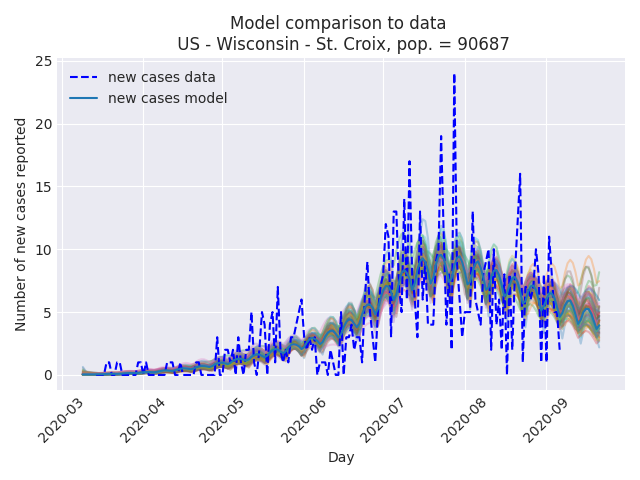 Model comparison to data
US - Wisconsin - St. Croix, pop. = 90687
new cases data
new cases model
Number of new cases reported
25
20
15
10
5
0
2020-03
2020-04
2020-05
2020-06
2020-07
2020-08
2020-09
Day